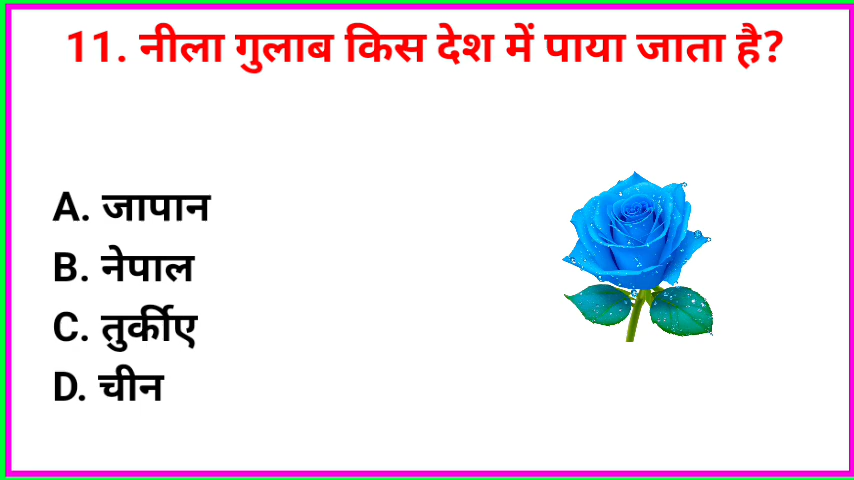 11. नीला गुलाब किस देश में पाया जाता है?
A. जापान
B. नेपाल
C. तुर्कीए
D. चीन